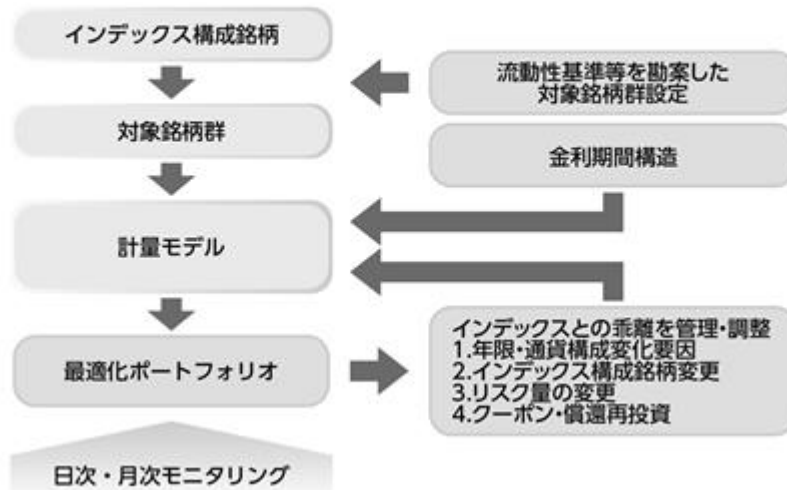 インデックス構成銘柄
流動性基準等を勘案した
対象銘柄群設定
対象銘柄群
金利期間構造
計量モデル
最適化ポートフォリオ
インデックスとの乖離を管理・調整
1.年限・通貨構成変化要因
2.インデックス構成銘柄変更
3.リスク量の変更
4.クーポン・償還再投資
日次・月次モニタリング